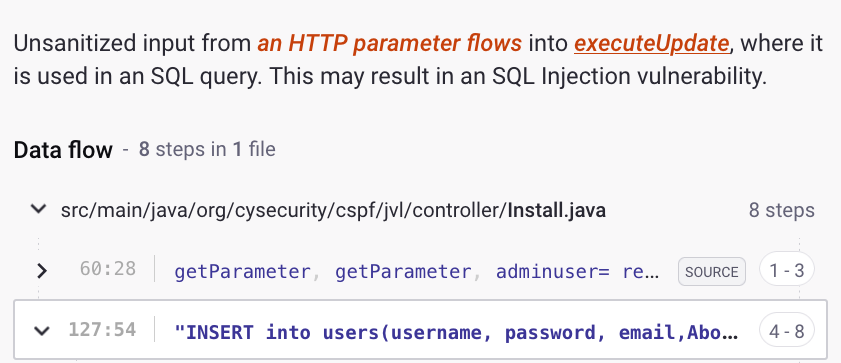 Unsanitized input from an HTTP parameter flows into executeUpdate, where it
is used in an SQL query. This may result in an SQL Injection vulnerability.
Data flow - 8 steps in 1 file
src/main/java/org/cysecurity/cspf/jvl/controller/Install.java 8 steps
60:28 getParameter, getParameter, adminuser= re... SOURCE 1 - 3
127:54 "INSERT into users(username, password, email,Abo... 4 - 8